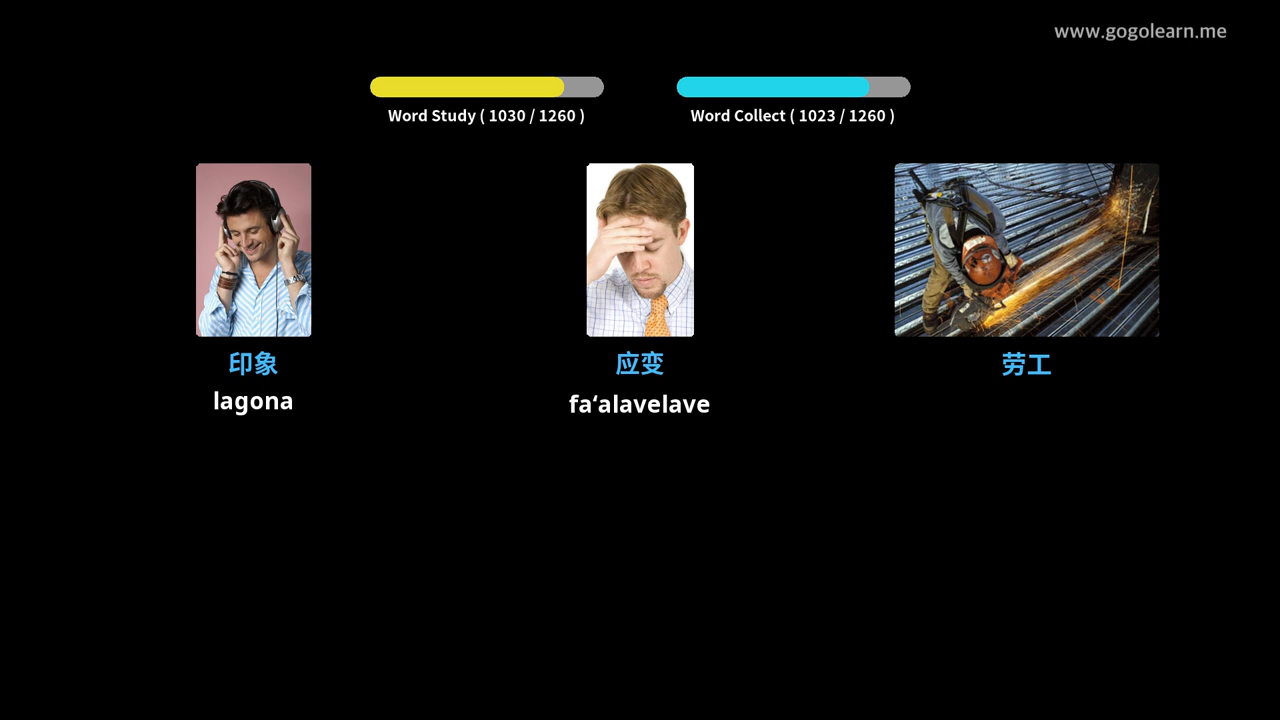 www.gogolearn.me
Word Study ( 1030 / 1260 )
Word Collect ( 1023 / 1260 )
印象
应变
劳工
lagona
fa‘alavelave